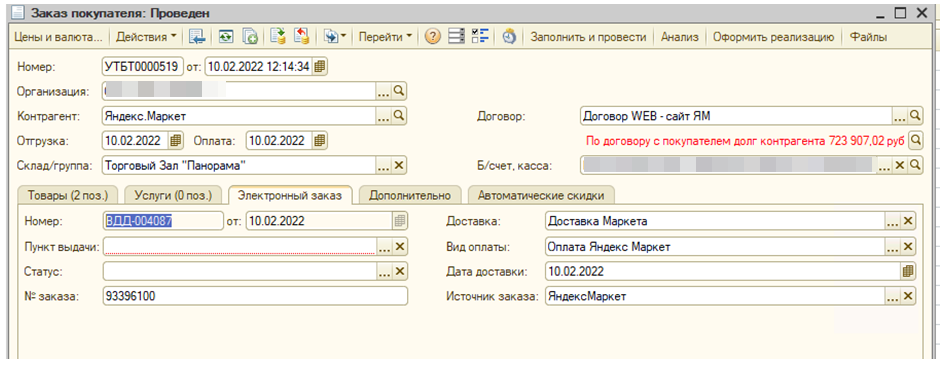 Заказ покупателя: Проведен
Цены и валюта... Действия Перейти Заполнить и провести Анализ Оформить реализацию Файлы
Номер: УТБТ0000519 от: 10.02.2022 12:14:34
Организация:
Контрагент: Яндекс.Маркет Договор: Договор WEB - сайт ЯМ
Отгрузка: 10.02.2022 Оплата: 10.02.2022 По договору с покупателем долг контрагента 723 907,02 руб
Склад/группа: Торговый Зал "Панорама" Б/счет, касса:
Товары (2 поз.) Услуги (0 поз.) Электронный заказ Дополнительно Автоматические скидки
Номер: ВДД-004087 от: 10.02.2022 Доставка: Доставка Маркета
Пункт выдачи: Вид оплаты: Оплата Яндекс Маркет
Статус: Дата доставки: 10.02.2022
№ заказа: 93396100 Источник заказа: ЯндексМаркет